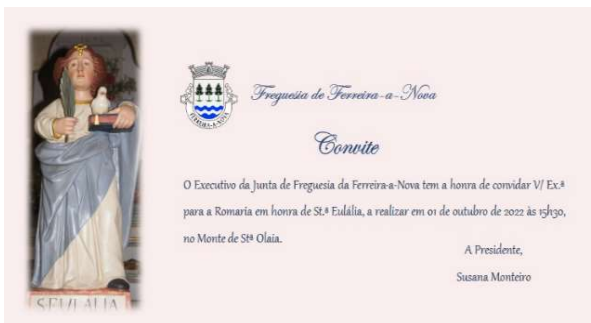 Freguesia de Ferreira-a-Nova
FERREIRA-A-NOVA
Convite
O Executivo da Junta de Freguesia da Ferreira-a-Nova tem a honra de convidar V/ Ex.ª
para a Romaria em honra de St.ª Eulália, a realizar em 01 de outubro de 2022 às 15h30,
no Monte de Stª Olaia.
A Presidente,
Susana Monteiro